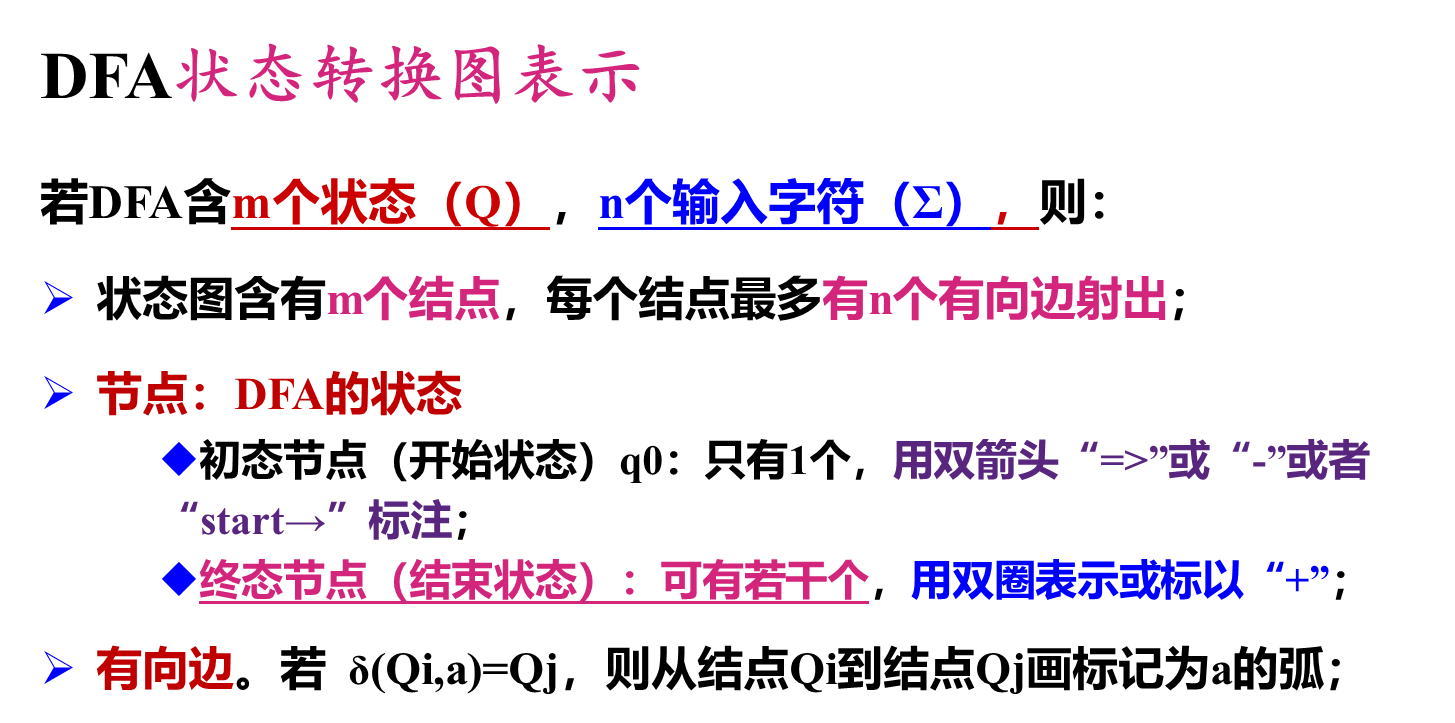 DFA状态转换图表示
若DFA含m个状态（Q），n个输入字符（Σ），则：
➢ 状态图含有m个结点，每个结点最多有n个有向边射出；
➢ 节点：DFA的状态
◆初态节点（开始状态）q0：只有1个，用双箭头“=>”或“-”或者
“start→”标注；
◆终态节点（结束状态）：可有若干个，用双圈表示或标以“+”；
➢ 有向边。若 δ(Qi,a)=Qj，则从结点Qi到结点Qj画标记为a的弧；